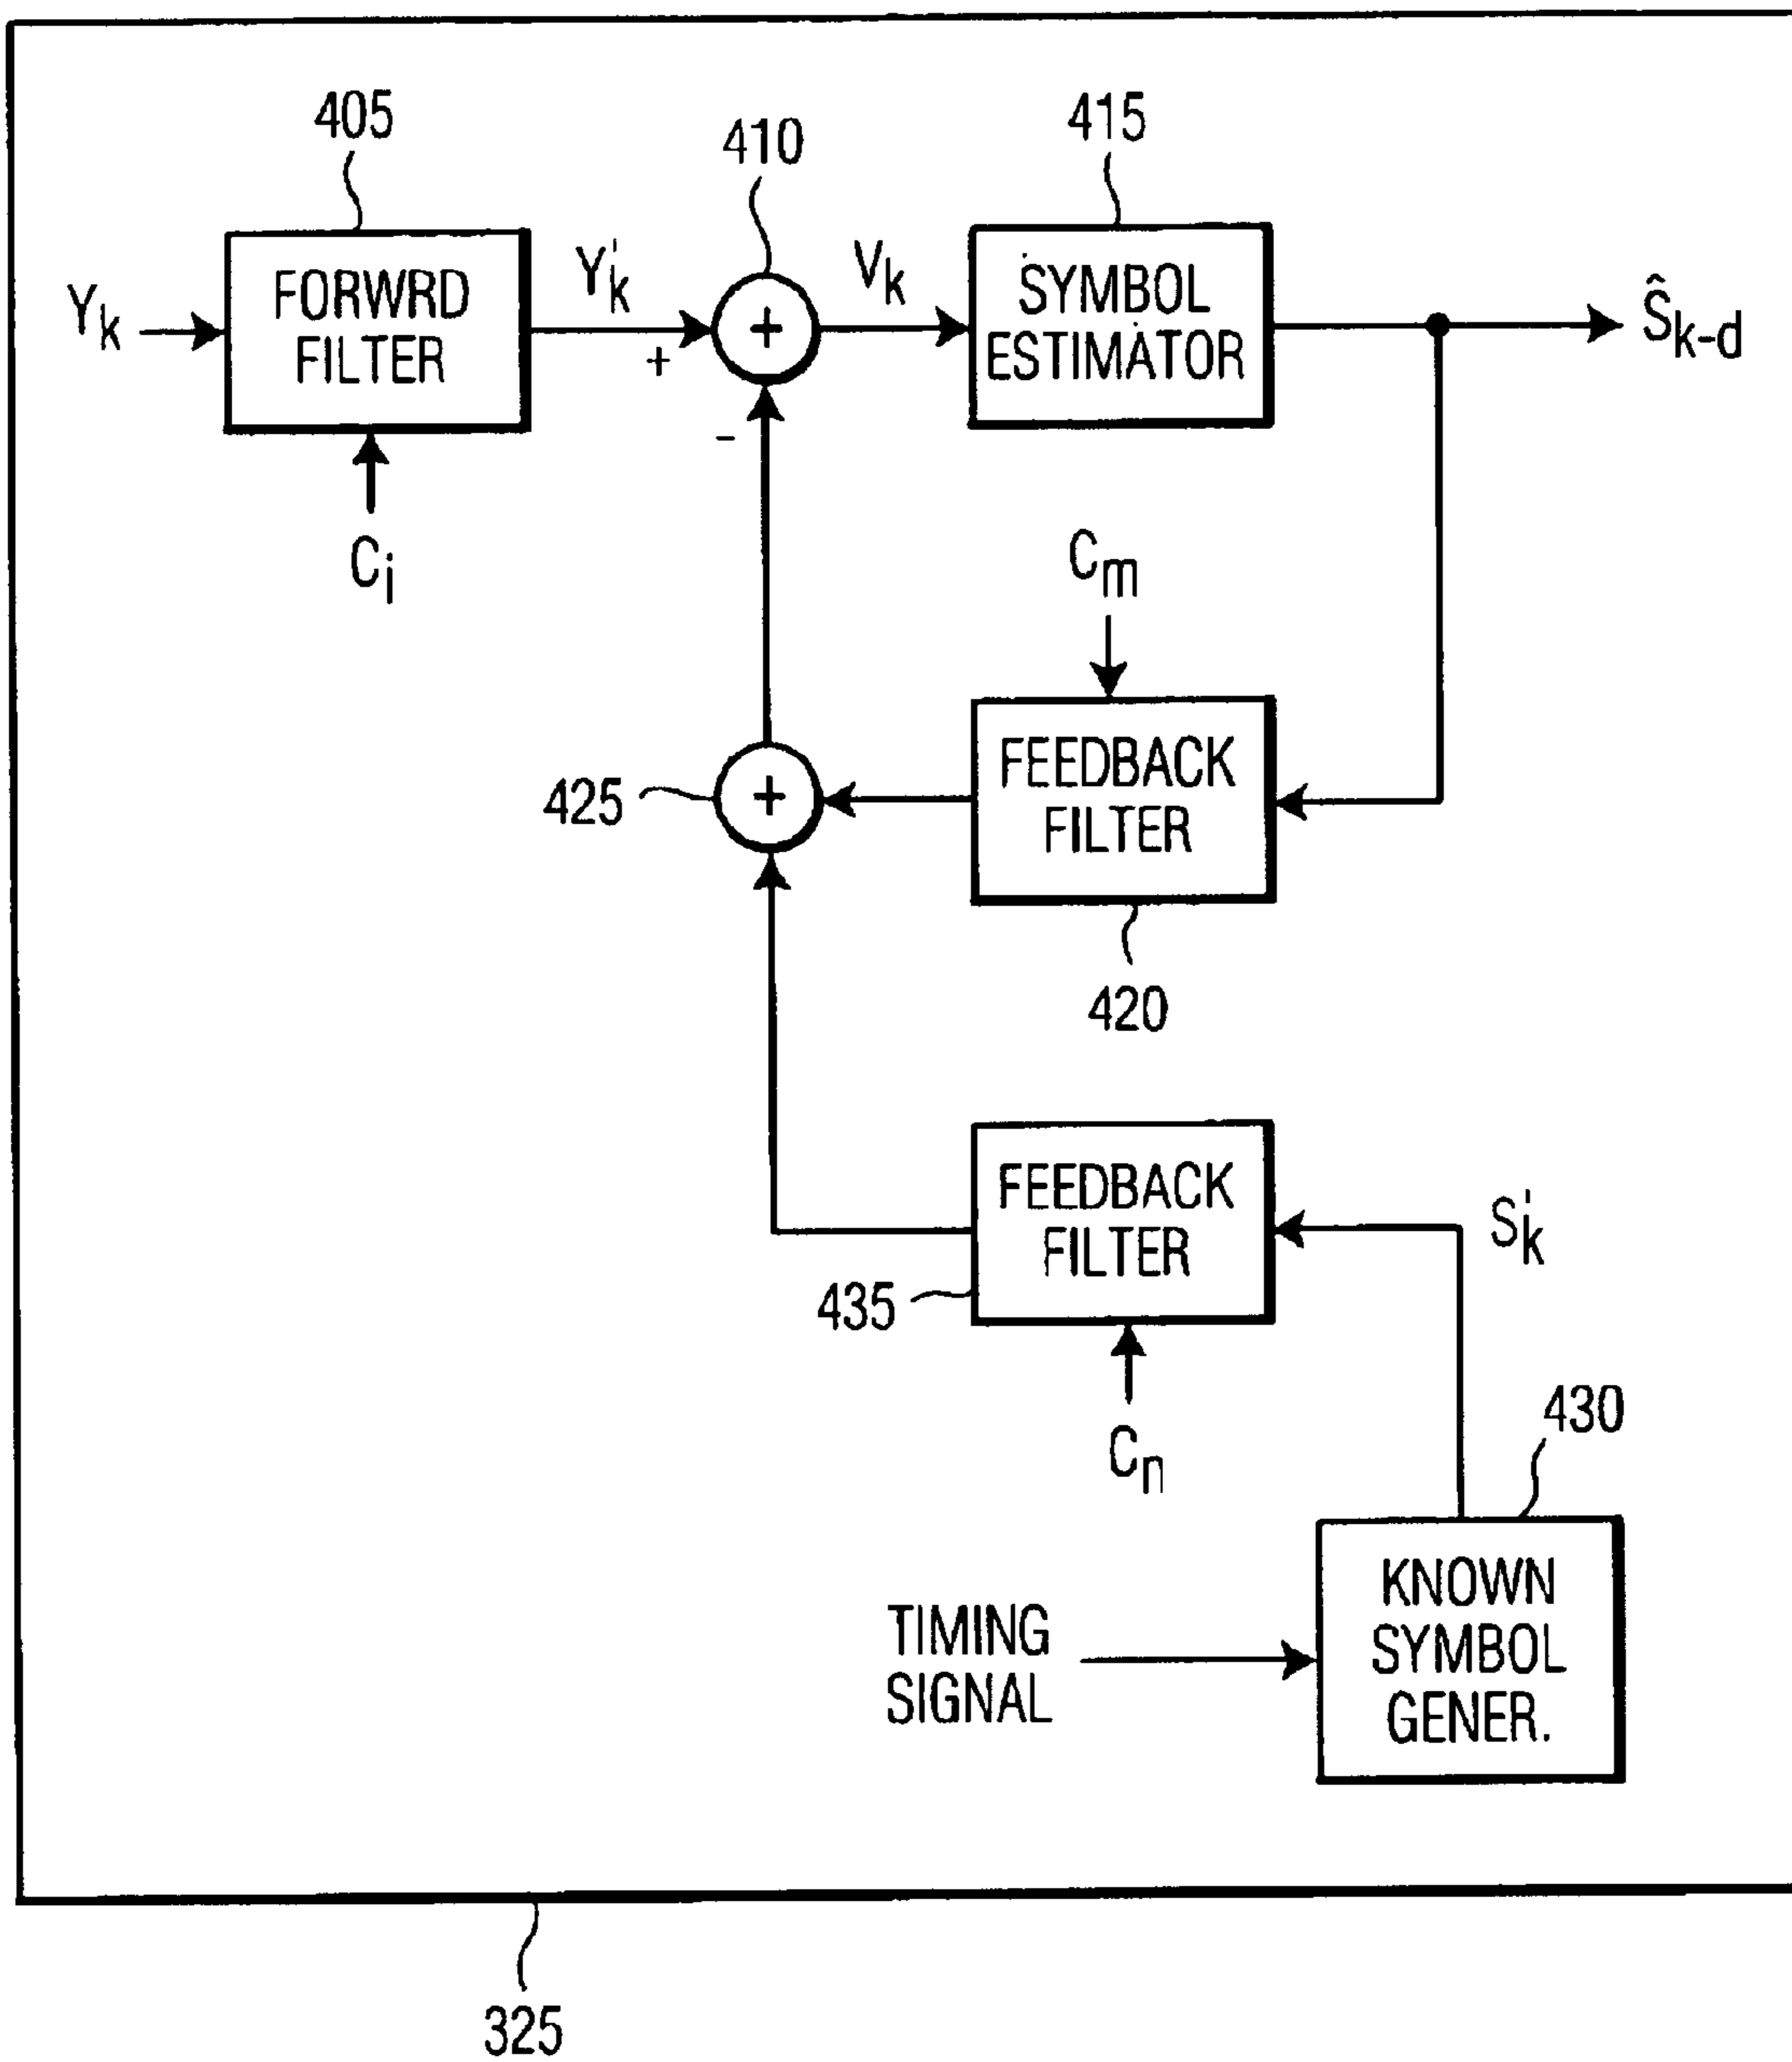 405
410
415
Yk
FORWRD
FILTER
Y'k
+
+
-
Vk
SYMBOL
ESTIMATOR
Ŝk-d
Ci
Cm
425
+
FEEDBACK
FILTER
420
FEEDBACK
FILTER
435
S'k
Cn
430
TIMING
SIGNAL
KNOWN
SYMBOL
GENER.
325